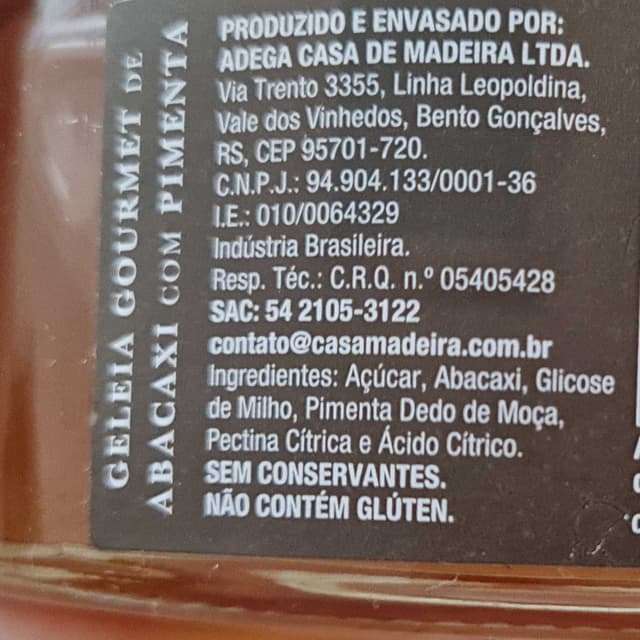 GELEIA GOURMET DE
ABACAXI COM PIMENTA
PRODUZIDO E ENVASADO POR:
ADEGA CASA DE MADEIRA LTDA.
Via Trento 3355, Linha Leopoldina,
Vale dos Vinhedos, Bento Gonçalves,
RS, CEP 95701-720.
C.N.P.J.: 94.904.133/0001-36
I.E.: 010/0064329
Indústria Brasileira.
Resp. Téc.: C.R.Q. n.º 05405428
SAC: 54 2105-3122
contato@casamadeira.com.br
Ingredientes: Açúcar, Abacaxi, Glicose
de Milho, Pimenta Dedo de Moça,
Pectina Cítrica e Ácido Cítrico.
SEM CONSERVANTES.
NÃO CONTÉM GLÚTEN.